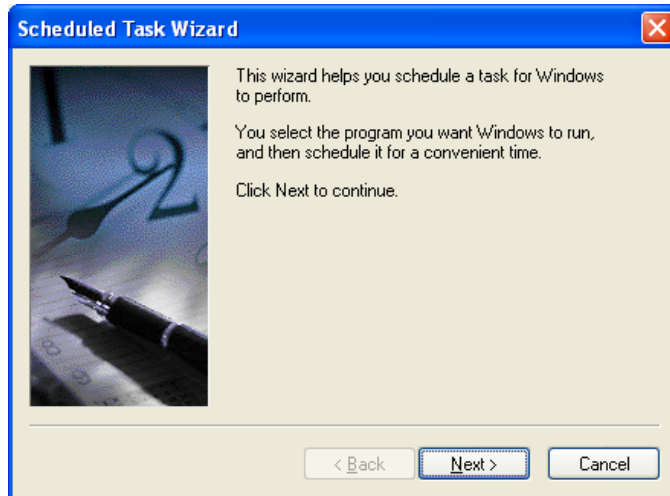 Scheduled Task Wizard
This wizard helps you schedule a task for Windows
to perform.
You select the program you want Windows to run,
and then schedule it for a convenient time.
Click Next to continue.
2
< Back
Next >
Cancel